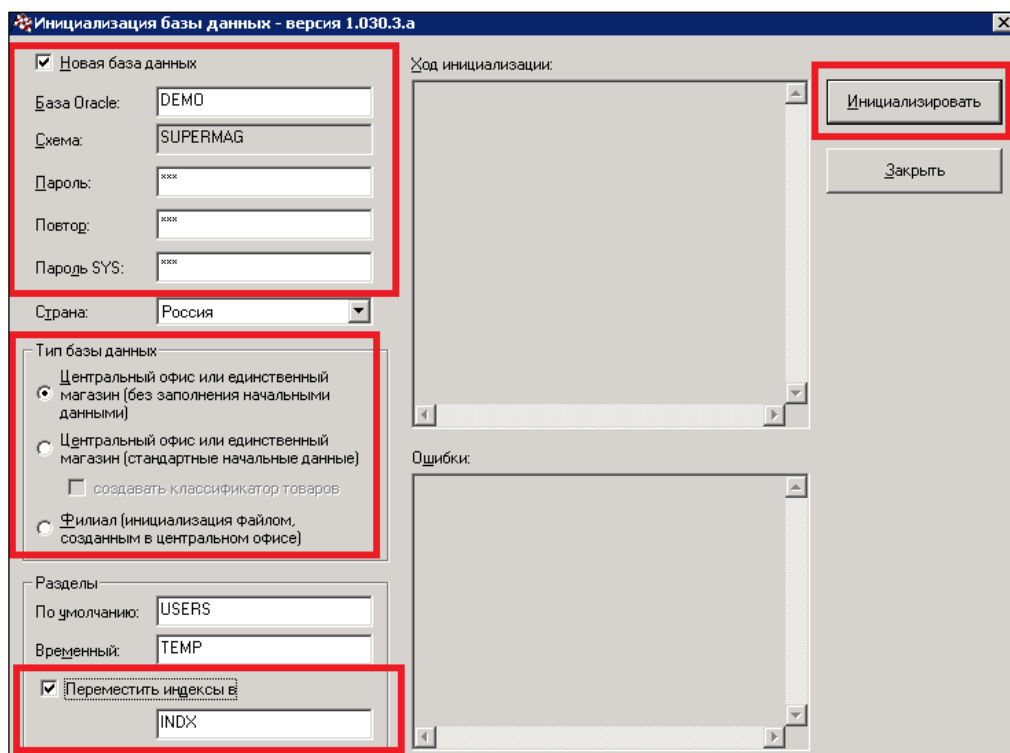 Инициализация базы данных - версия 1.030.3.a
Новая база данных
База Oracle: DEMO
Схема: SUPERMAG
Пароль: ***
Повтор: ***
Пароль SYS: ***
Страна: Россия
Тип базы данных
Центральный офис или единственный
магазин (без заполнения начальными
данными)
Центральный офис или единственный
магазин (стандартные начальные данные)
создавать классификатор товаров
Филиал (инициализация файлом,
созданным в центральном офисе)
Разделы
По умолчанию: USERS
Временный: TEMP
Переместить индексы в
INDX
Ход инициализации:
Ошибки:
Инициализировать
Закрыть